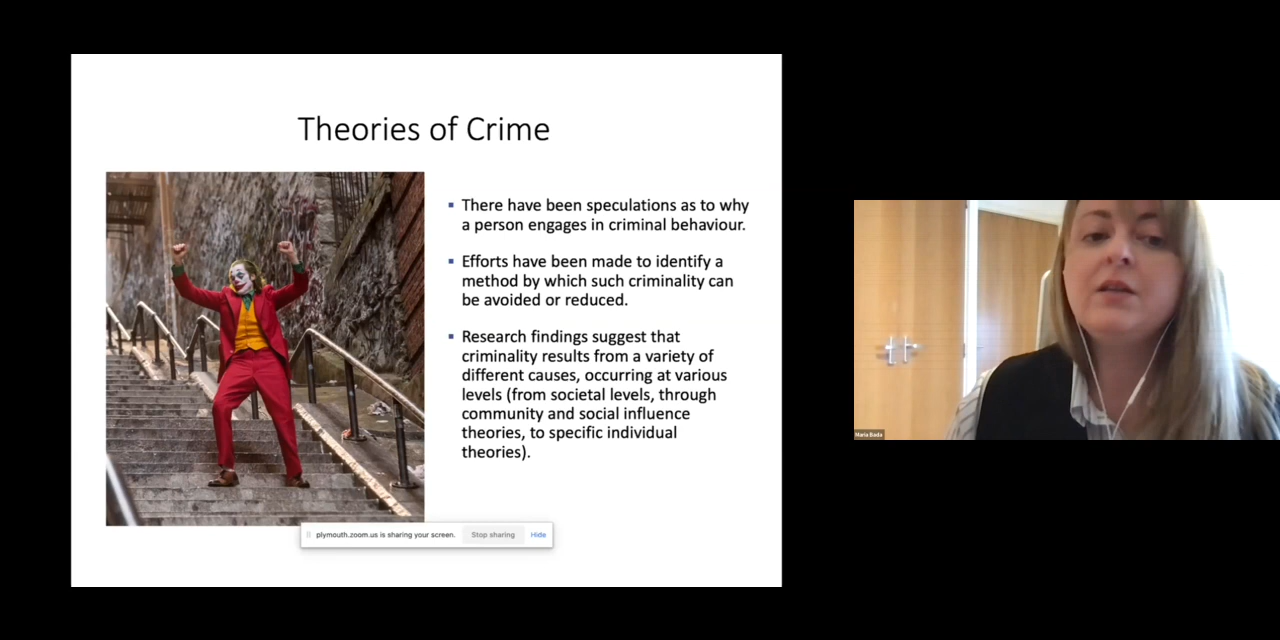 Theories of Crime
▪ There have been speculations as to why
a person engages in criminal behaviour.
▪ Efforts have been made to identify a
method by which such criminality can
be avoided or reduced.
▪ Research findings suggest that
criminality results from a variety of
different causes, occurring at various
levels (from societal levels, through
community and social influence
theories, to specific individual
theories).
plymouth.zoom.us is sharing your screen. Stop sharing Hide
Maria Bada